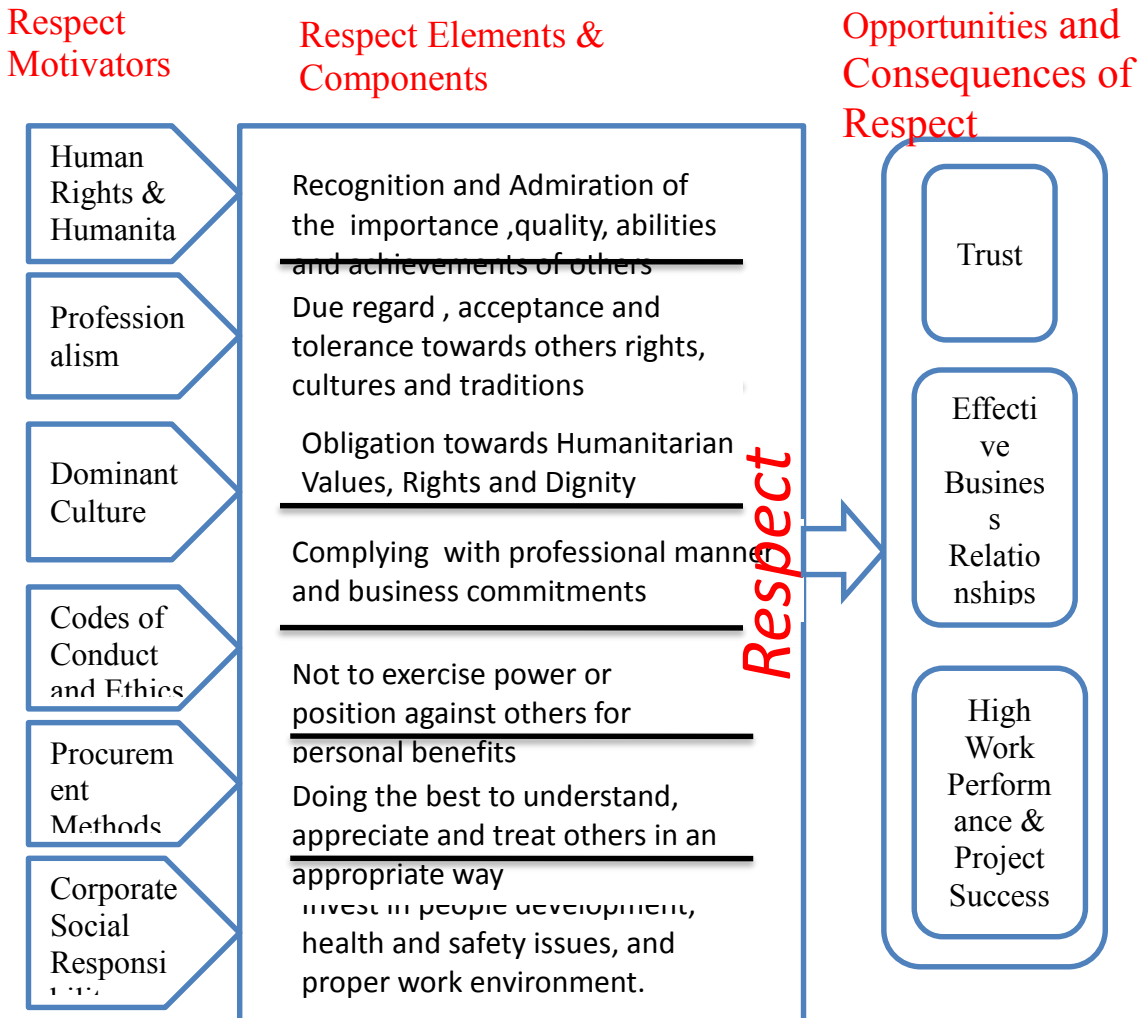 Respect
Motivators
Respect Elements &
Components
Opportunities and
Consequences of
Respect
Human
Rights &
Humanita
Profession
alism
Dominant
Culture
Codes of
Conduct
and Ethics
Procurem
ent
Methods
Corporate
Social
Responsi
Recognition and Admiration of
the importance ,quality, abilities
and achievements of others
Due regard , acceptance and
tolerance towards others rights,
cultures and traditions
Obligation towards Humanitarian
Values, Rights and Dignity
Complying with professional manner
and business commitments
Not to exercise power or
position against others for
personal benefits
Doing the best to understand,
appreciate and treat others in an
appropriate way
Invest in people development,
health and safety issues, and
proper work environment.
Respect
Trust
Effecti
ve
Busines
s
Relatio
nships
High
Work
Perform
ance &
Project
Success